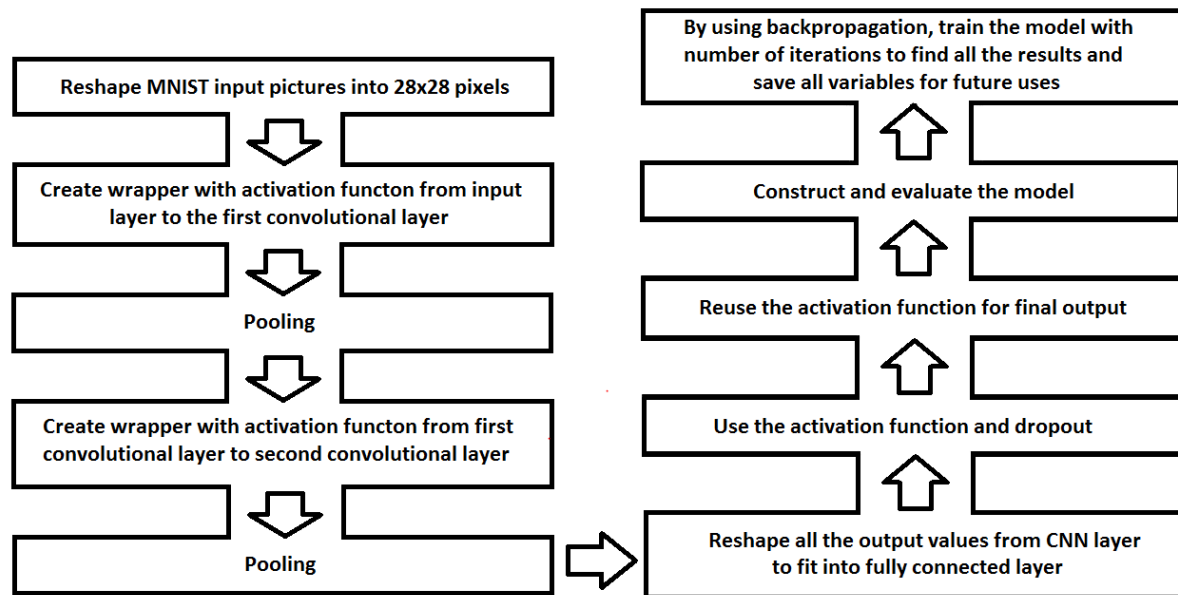 Reshape MNIST input pictures into 28x28 pixels
Create wrapper with activation functon from input
layer to the first convolutional layer
Pooling
Create wrapper with activation functon from first
convolutional layer to second convolutional layer
Pooling
Reshape all the output values from CNN layer
to fit into fully connected layer
Use the activation function and dropout
Reuse the activation function for final output
Construct and evaluate the model
By using backpropagation, train the model with
number of iterations to find all the results and
save all variables for future uses